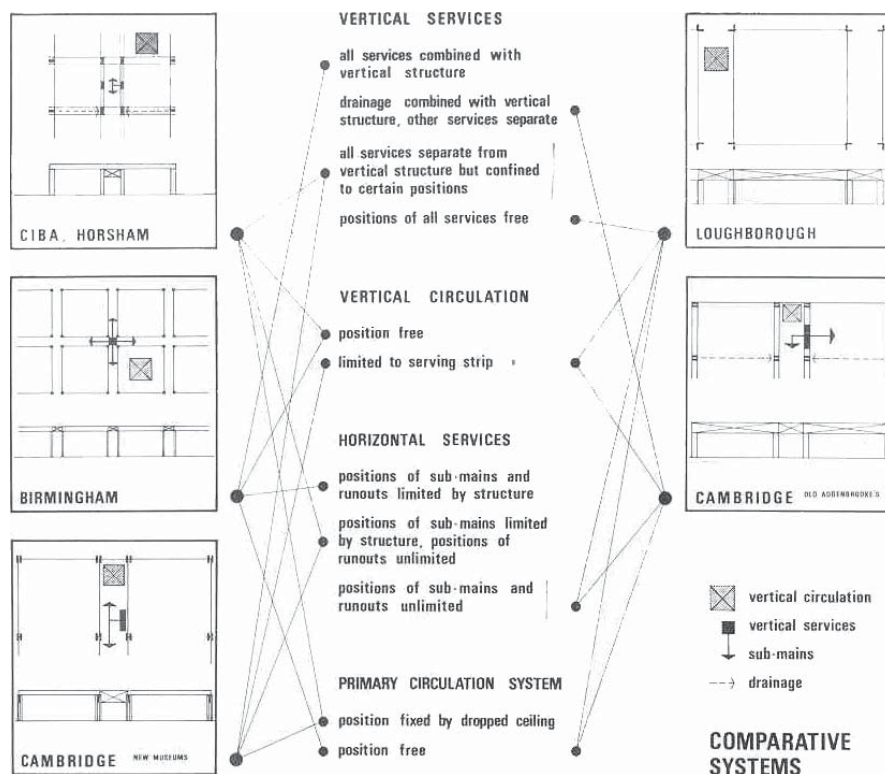 VERTICAL SERVICES
all services combined with
vertical structure
drainage combined with vertical
structure, other services separate
all services separate from
vertical structure but confined
to certain positions
positions of all services free
VERTICAL CIRCULATION
position free
limited to serving strip
HORIZONTAL SERVICES
positions of sub-mains and
runouts limited by structure
positions of sub-mains limited
by structure, positions of
runouts unlimited
positions of sub-mains and
runouts unlimited
PRIMARY CIRCULATION SYSTEM
position fixed by dropped ceiling
position free
CIBA, HORSHAM
BIRMINGHAM
CAMBRIDGE NEW MUSEUMS
LOUGHBOROUGH
CAMBRIDGE OLD ADDENBROOKE'S
vertical circulation
vertical services
sub-mains
drainage
COMPARATIVE
SYSTEMS